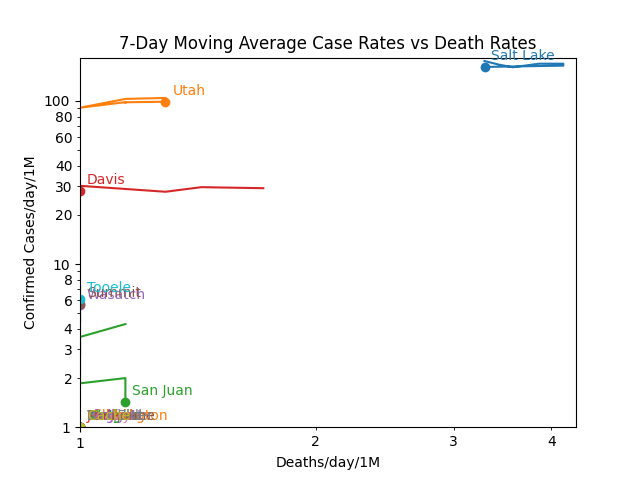 7-Day Moving Average Case Rates vs Death Rates
Salt Lake
Utah
Davis
Tooele
Summit
Wasatch
San Juan
Confirmed Cases/day/1M
100
80
60
40
30
20
10
8
6
4
3
2
1
1
2
3
4
Deaths/day/1M